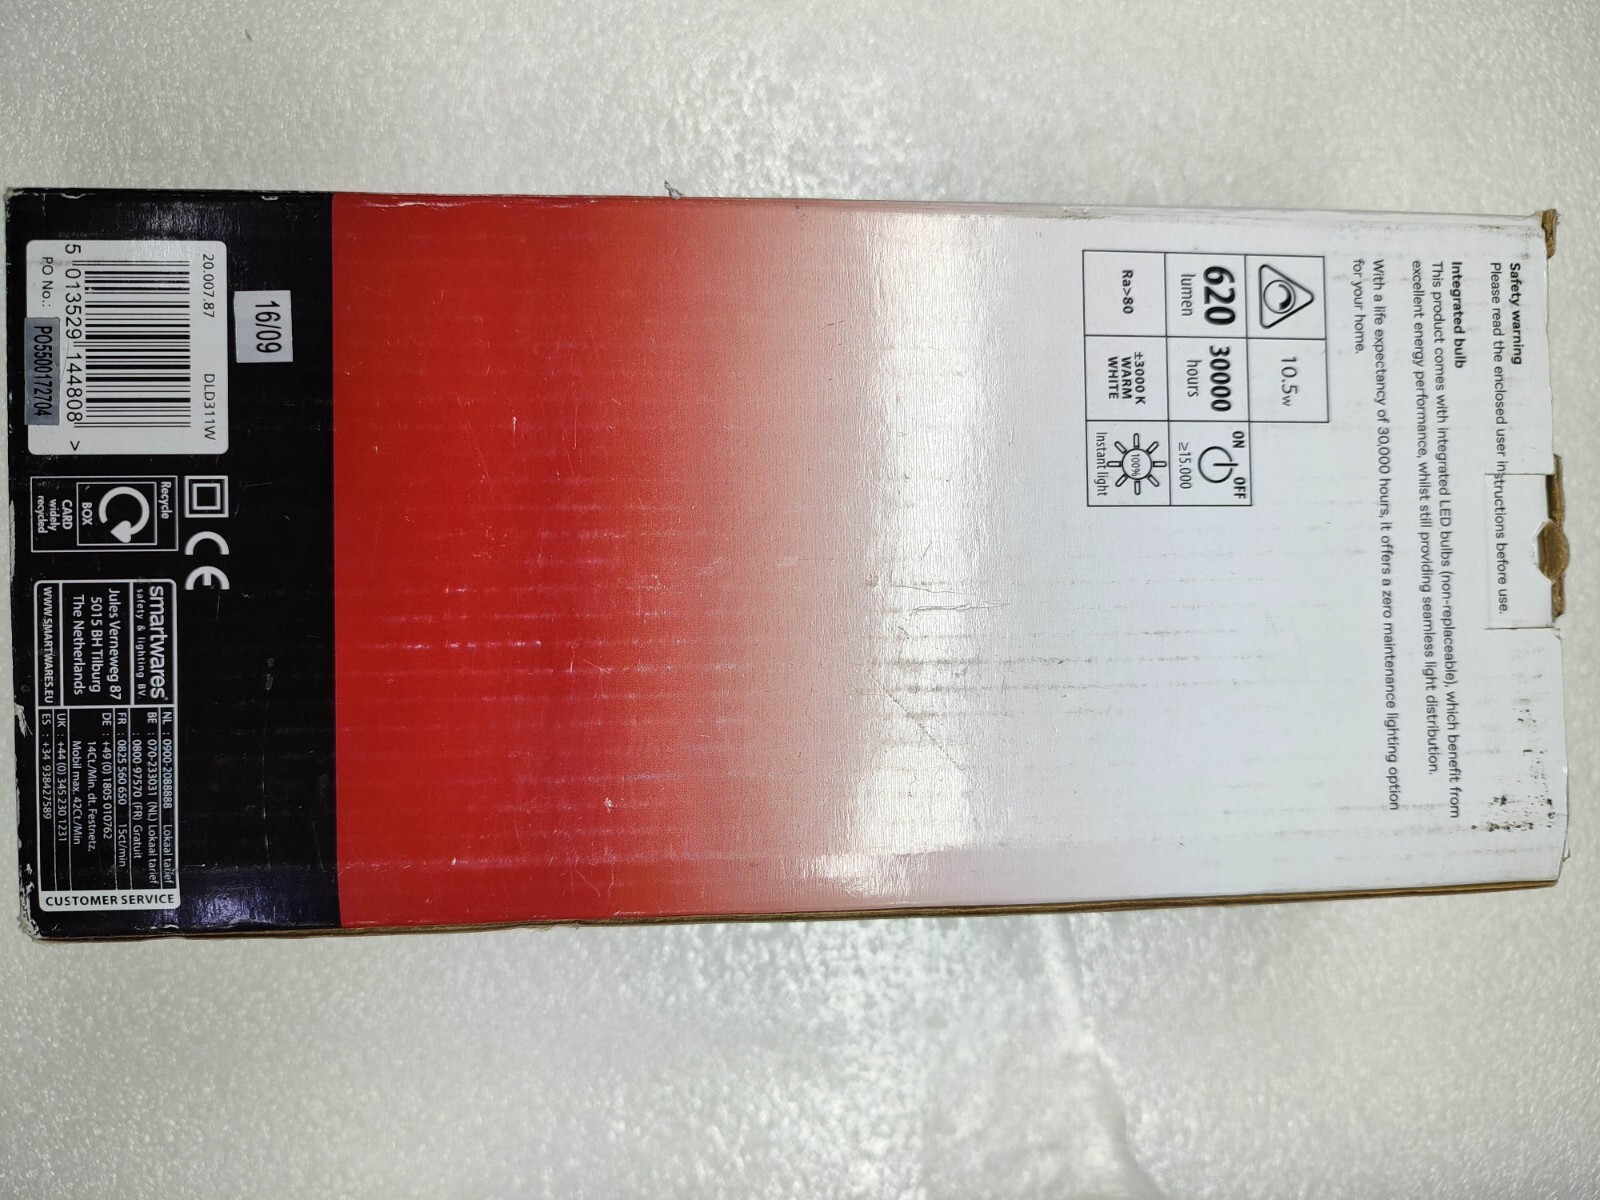 Safety warning
Please read the enclosed user instructions before use.
Integrated bulb
This product comes with integrated LED bulbs (non-replaceable), which benefit from
excellent energy performance, whilst still providing seamless light distribution.
With a life expectancy of 30,000 hours, it offers a zero maintenance lighting option
for your home.
10.5w
620
lumen
30000
hours
ON
OFF
≥15.000
Ra>80
±3000 K
WARM
WHITE
100%
Instant light
16/09
20.007.87
DLD311W
5 013529 144808 >
PO No.: PO5500172704
CE
Recycle
BOX
CARD
widely
recycled
smartwares®
safety & lighting BV
Jules Verneweg 87
5015 BH Tilburg
The Netherlands
WWW.SMARTWARES.EU
NL : 0900-2088888 Lokaal tarief
BE : 070-233031 (NL) Lokaal tarief
: 0800 97570 (FR) Gratuit
FR : 0825 560 650 15ct/min
DE : +49 (0) 1805 010762
14Ct./Min. dt. Festnetz,
Mobil max. 42Ct./Min
UK : +44 (0) 345 230 1231
ES : +34 938427589
CUSTOMER SERVICE